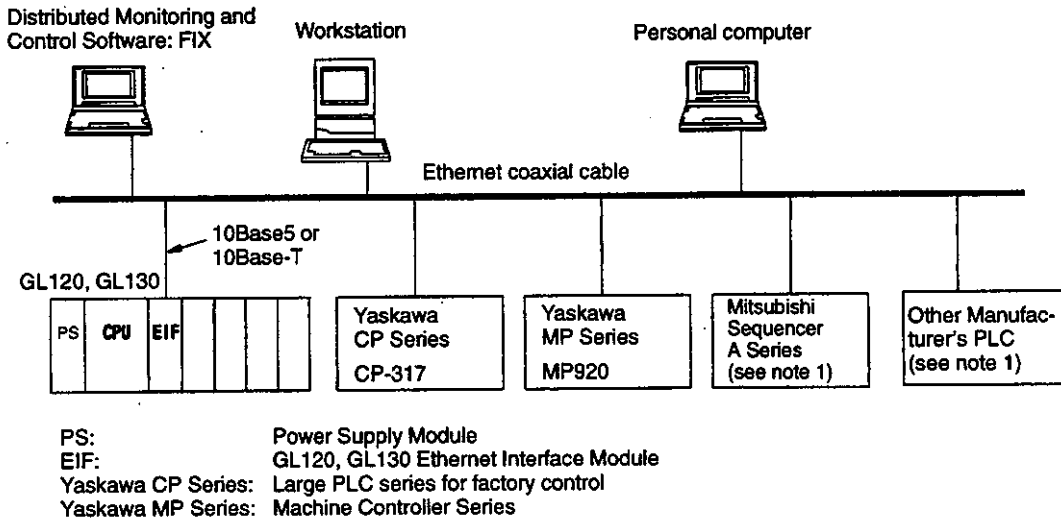 Distributed Monitoring and
Control Software: FIX
Workstation
Personal computer
Ethernet coaxial cable
10Base5 or
10Base-T
GL120, GL130
PS
CPU
EIF
Yaskawa
CP Series
CP-317
Yaskawa
MP Series
MP920
Mitsubishi
Sequencer
A Series
(see note 1)
Other Manufac-
turer's PLC
(see note 1)
PS: Power Supply Module
EIF: GL120, GL130 Ethernet Interface Module
Yaskawa CP Series: Large PLC series for factory control
Yaskawa MP Series: Machine Controller Series